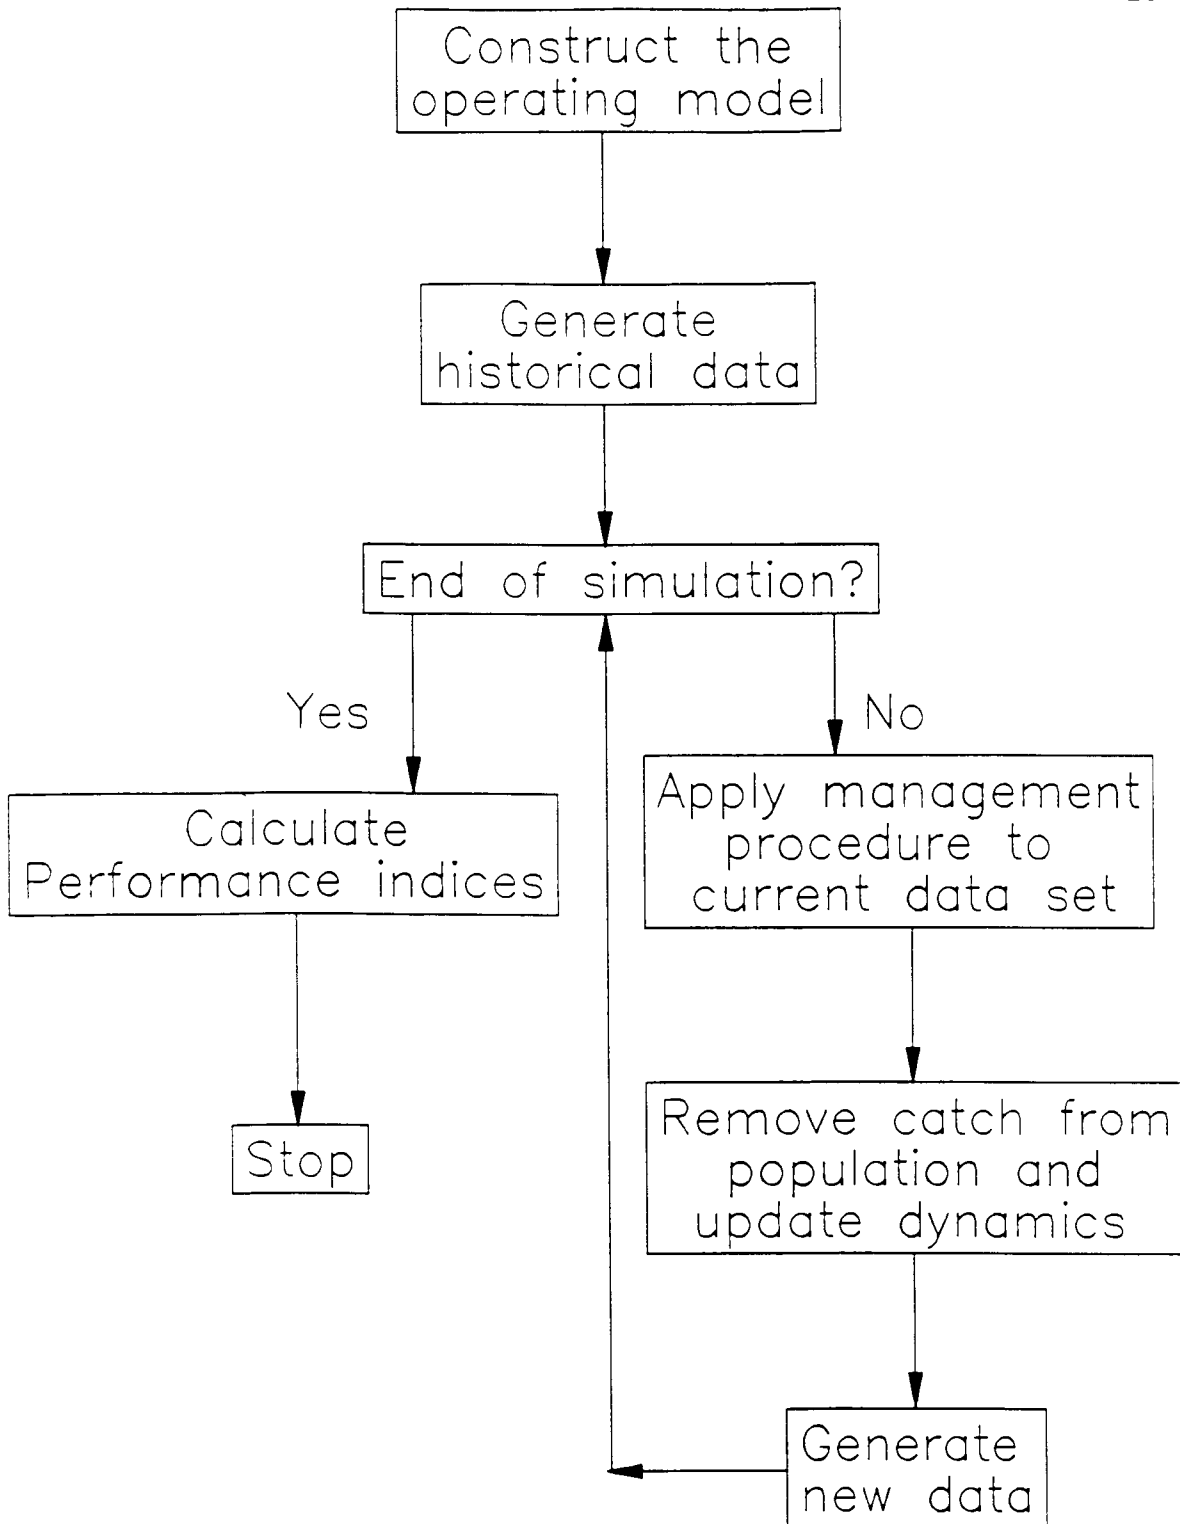 Construct the
operating model
Generate
historical data
End of simulation?
Yes
No
Calculate
Performance indices
Apply management
procedure to
current data set
Stop
Remove catch from
population and
update dynamics
Generate
new data